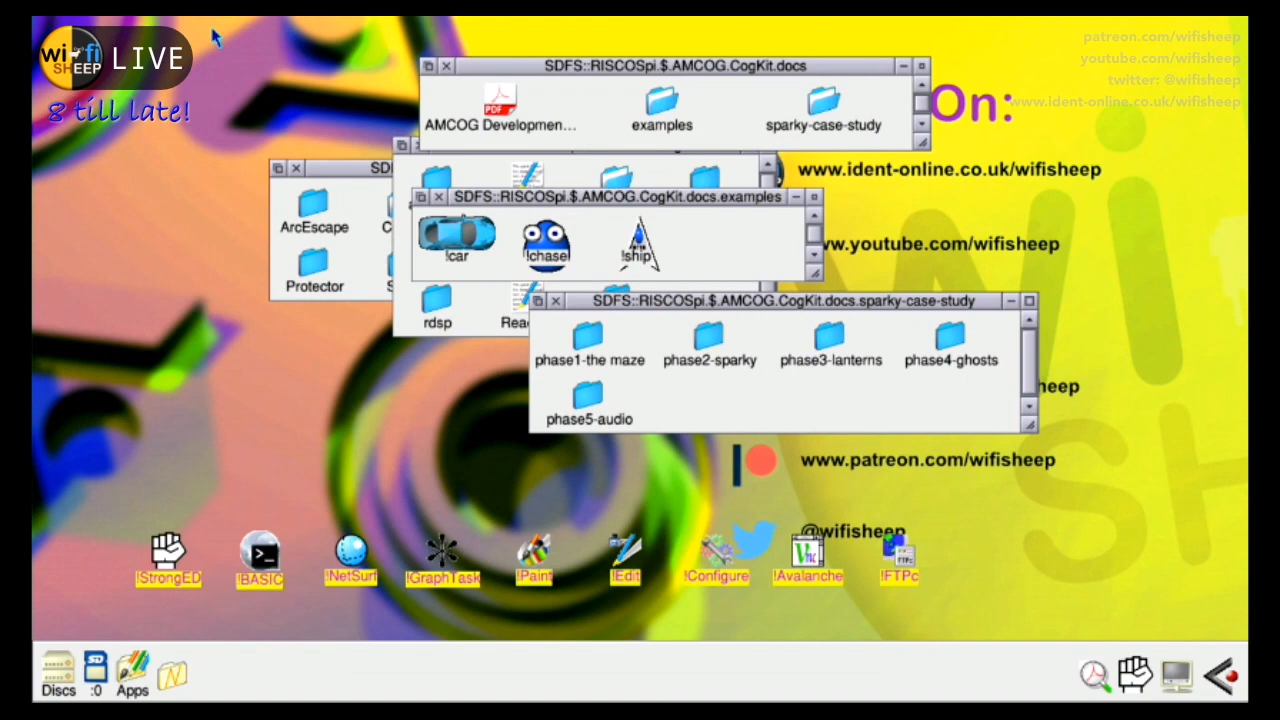 wi fi
SHEEP
LIVE
8 till late!
patreon.com/wifisheep
youtube.com/wifisheep
twitter: @wifisheep
www.ident-online.co.uk/wifisheep
On:
SDFS::RISCOSpi.$.AMCOG.CogKit.docs
AMCOG Developmen...
examples
sparky-case-study
www.ident-online.co.uk/wifisheep
ArcEscape
Protector
SDFS::RISCOSpi.$.AMCOG.CogKit.docs.examples
!car
!chase
!ship
www.youtube.com/wifisheep
rdsp
SDFS::RISCOSpi.$.AMCOG.CogKit.docs.sparky-case-study
phase1-the maze
phase2-sparky
phase3-lanterns
phase4-ghosts
phase5-audio
heep
www.patreon.com/wifisheep
@wifisheep
!StrongED
!BASIC
!NetSurf
!GraphTask
!Paint
!Edit
!Configure
!Avalanche
!FTPc
Discs
:0
Apps